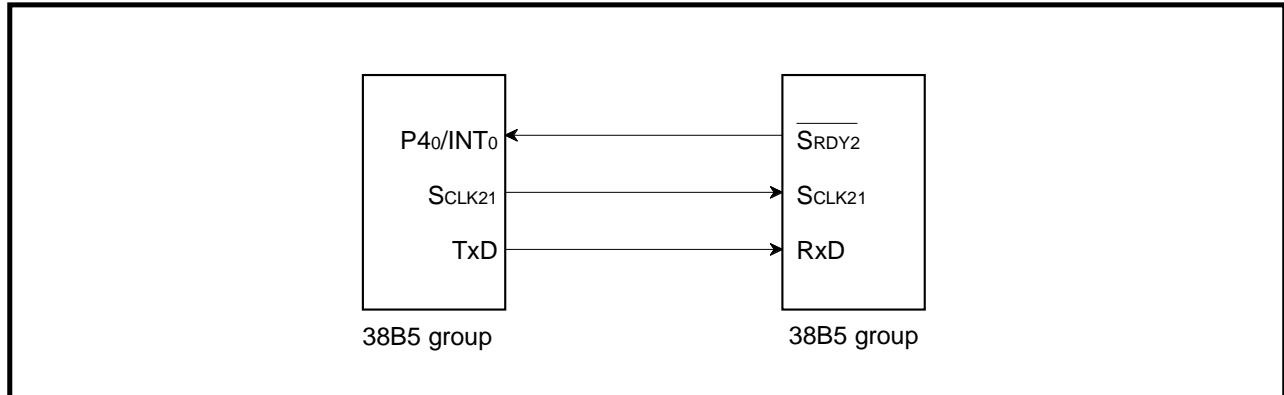 P40/INT0 SRDY2
SCLK21 SCLK21
TxD RxD
38B5 group 38B5 group